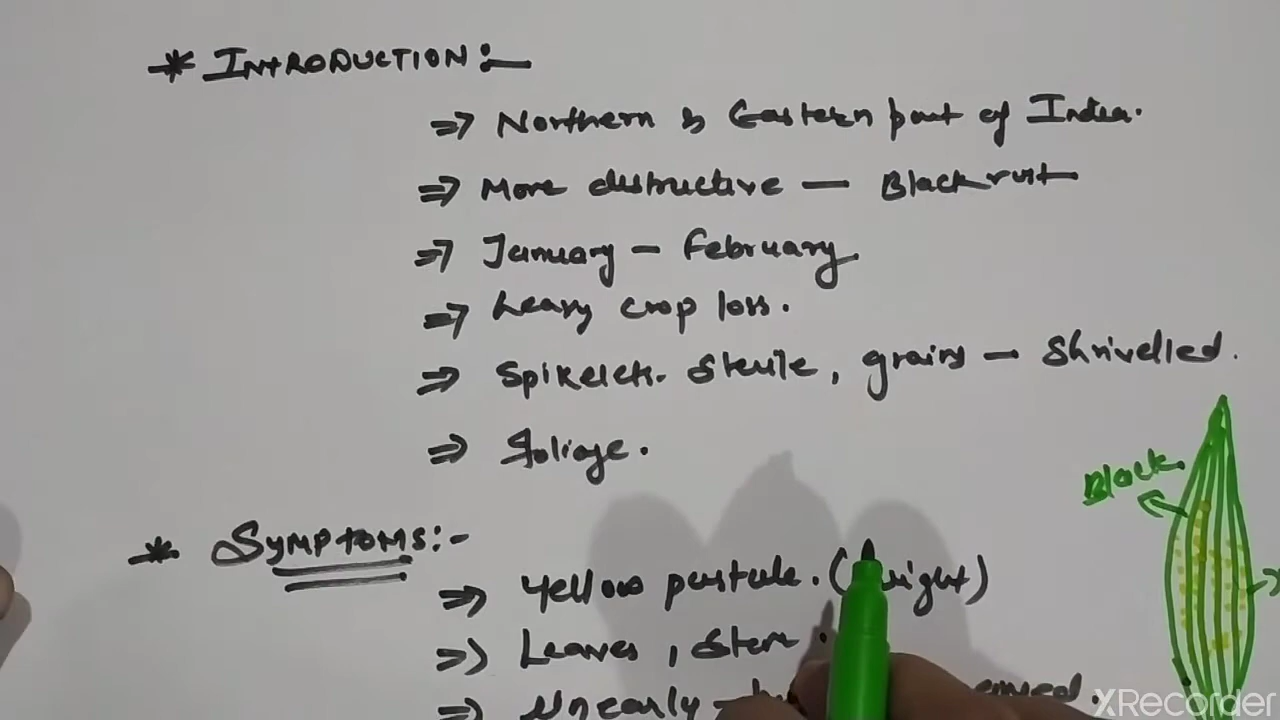 * INTRODUCTION:-
⇒ Northern & Eastern part of India.
⇒ More destructive — Black rust
⇒ January - February.
⇒ heavy crop loss.
⇒ Spikelets. Sterile, grains — Shrivelled.
⇒ foliage.
Black.
* SYMPTOMS:-
⇒ Yellow pustule. (
⇒ Leaves, Stem.
XRecorder